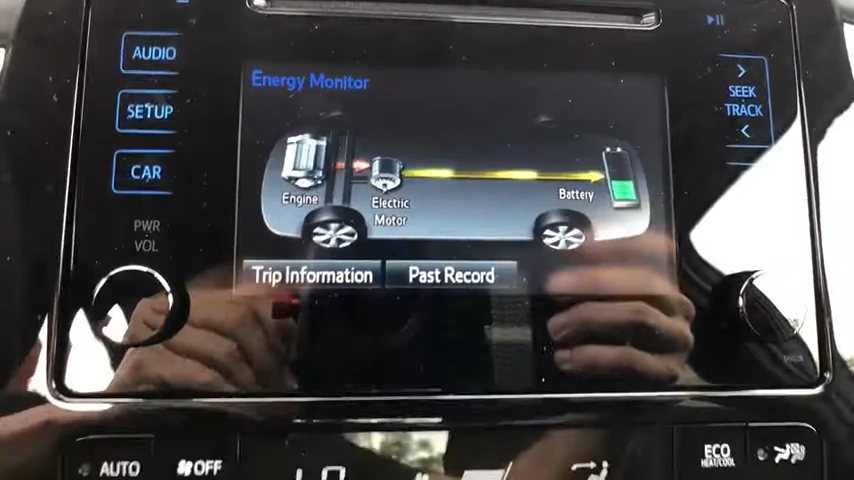 AUDIO
SETUP
CAR
PWR
VOL
Energy Monitor
Engine
Electric
Motor
Battery
Trip Information
Past Record
SEEK
TRACK
AUTO
OFF
ECO
HEAT/COOL